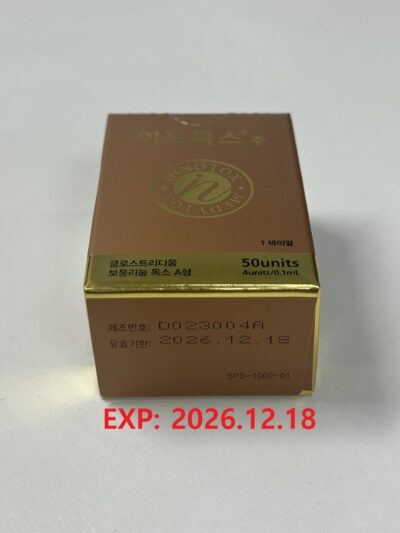 이노톡스® 주
INNOTOX
MEDYTOX
1 바이알
클로스트리디움
보툴리눔 독소 A형
50units
4units/0.1mL
제조번호: D023004A
유효기한: 2026.12.18
SPS-1002-01
EXP: 2026.12.18